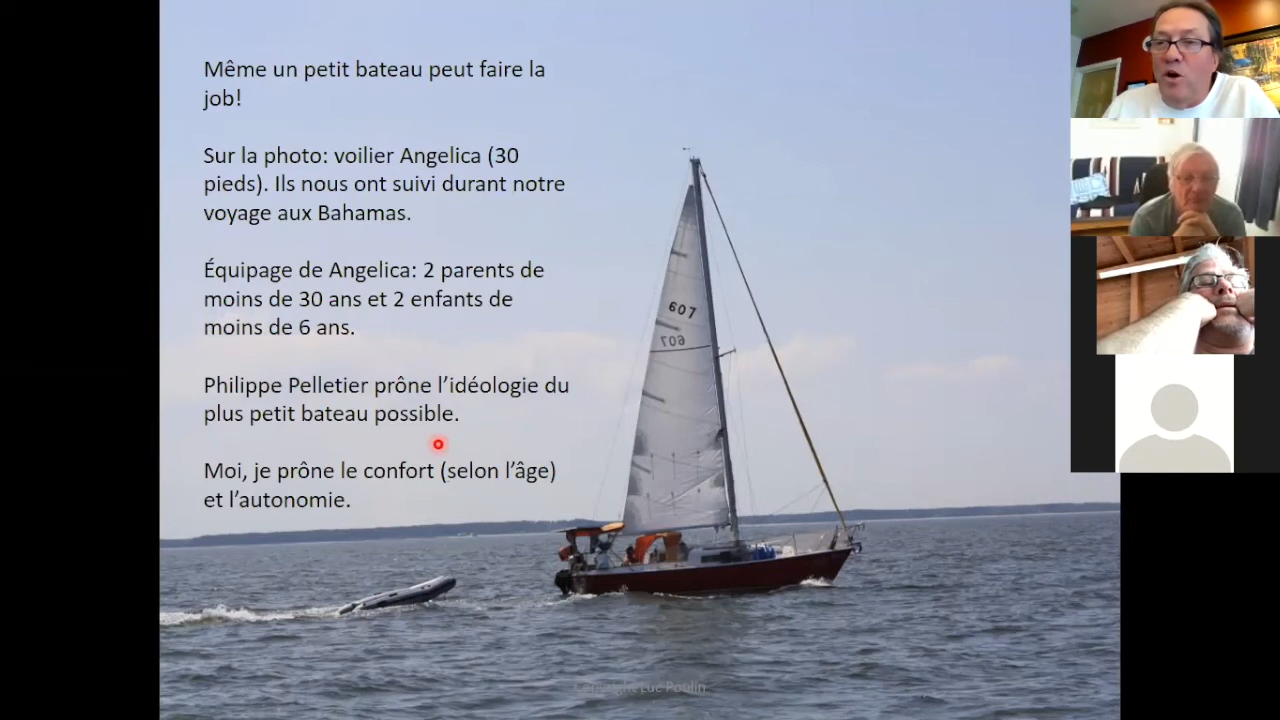 Même un petit bateau peut faire la
job!
Sur la photo: voilier Angelica (30
pieds). Ils nous ont suivi durant notre
voyage aux Bahamas.
Équipage de Angelica: 2 parents de
moins de 30 ans et 2 enfants de
moins de 6 ans.
Philippe Pelletier prône l’idéologie du
plus petit bateau possible.
Moi, je prône le confort (selon l’âge)
et l’autonomie.
607
607
Copyright Luc Poulin